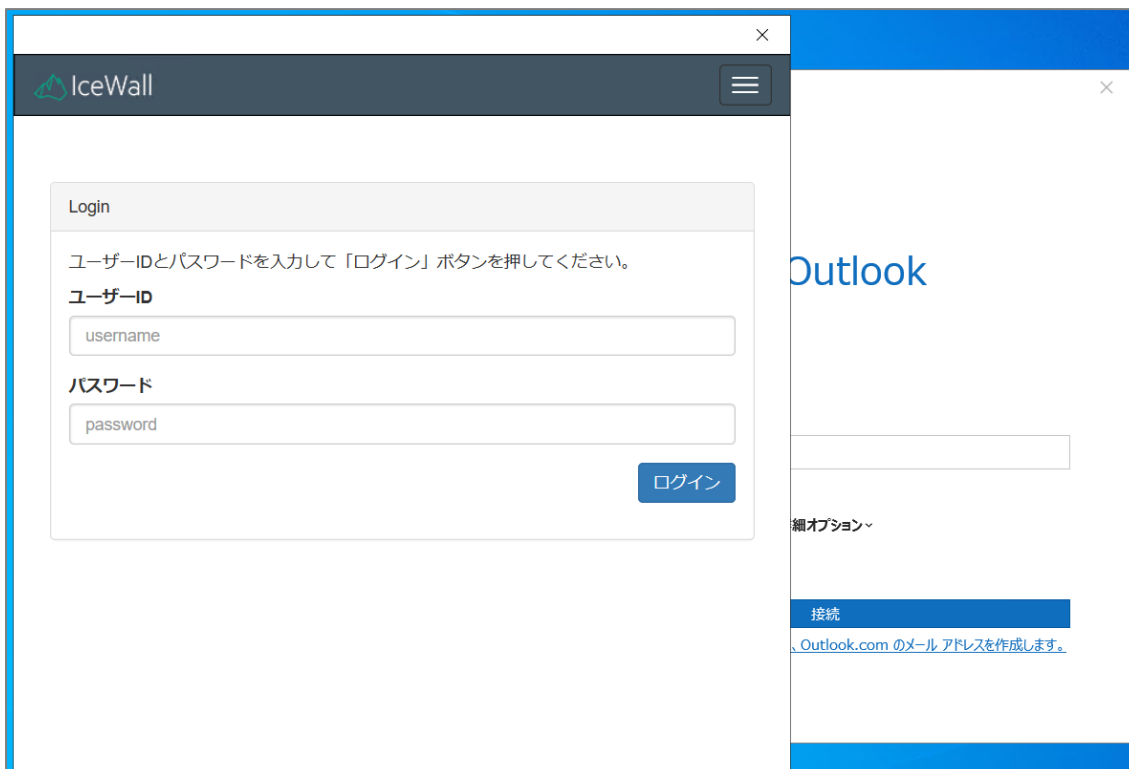 IceWall
Login
ユーザーIDとパスワードを入力して「ログイン」ボタンを押してください。
ユーザーID
username
パスワード
password
ログイン
Outlook
細オプション
接続
、Outlook.com のメール アドレスを作成します。